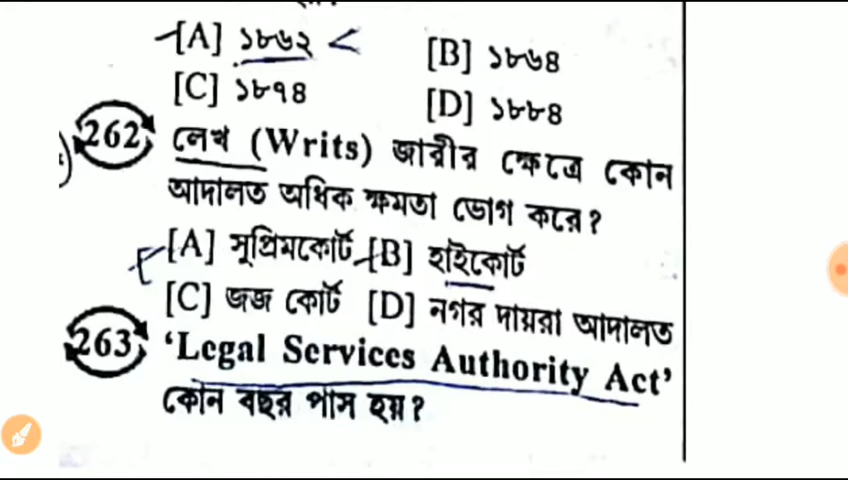 [A] ১৮৬২ [B] ১৮৬৪
[C] ১৮৭৪ [D] ১৮৮৪
262 লেখ (Writs) জারীর ক্ষেত্রে কোন
আদালত অধিক ক্ষমতা ভোগ করে?
[A] সুপ্রিমকোর্ট [B] হাইকোর্ট
[C] জজ কোর্ট [D] নগর দায়রা আদালত
263 ‘Legal Services Authority Act’
কোন বছর পাস হয়?